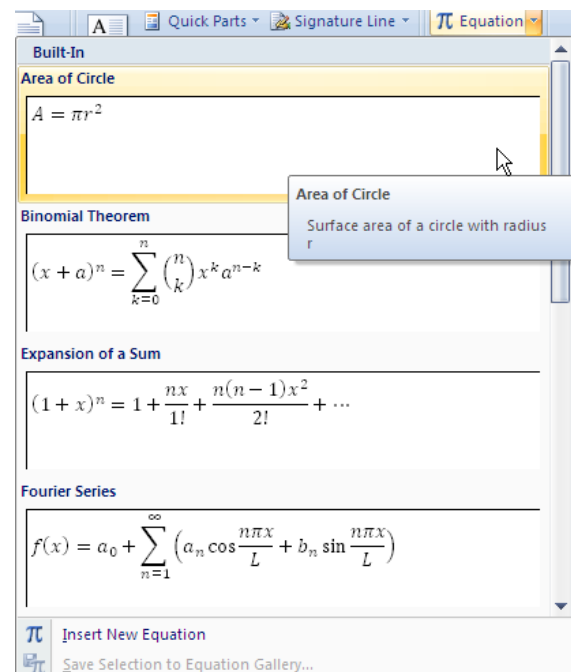 A Quick Parts Signature Line π Equation
Built-In
Area of Circle
A = πr²
Area of Circle
Surface area of a circle with radius
r
Binomial Theorem
(x + a)ⁿ = ∑ₖ₌₀ⁿ (n k) xᵏaⁿ⁻ᵏ
Expansion of a Sum
(1 + x)ⁿ = 1 + nx/1! + n(n − 1)x²/2! + ⋯
Fourier Series
f(x) = a₀ + ∑ₙ₌₁^∞ (aₙ cos nπx/L + bₙ sin nπx/L)
π Insert New Equation
π Save Selection to Equation Gallery...